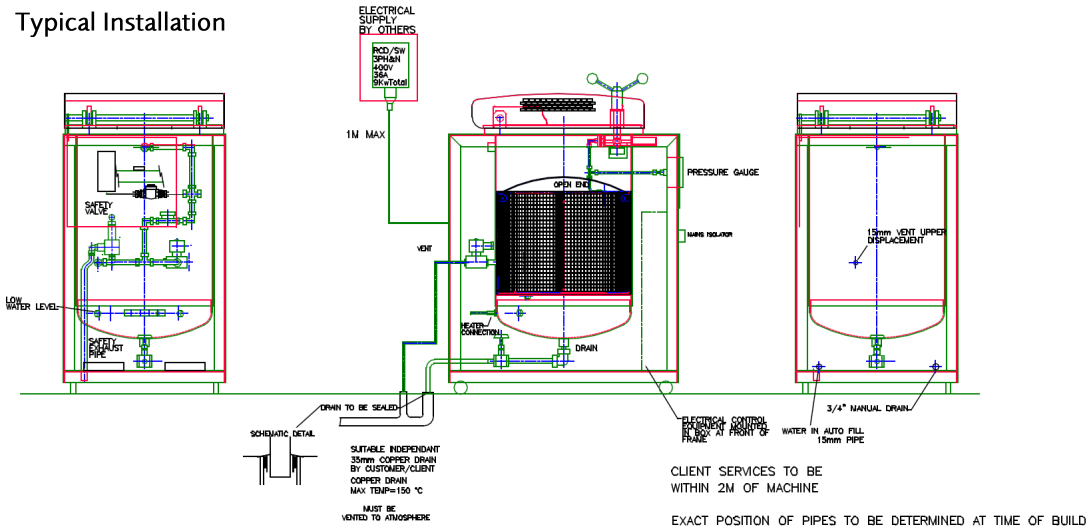 Typical Installation
ELECTRICAL
SUPPLY
BY OTHERS
RCD/SW
3PH&N
400V
36A
9KwTotal
1M MAX
SAFETY
VALVE
LOW
WATER LEVEL
SAFETY
EXHAUST
PIPE
OPEN END
PRESSURE GAUGE
MAINS ISOLATOR
VENT
HEATER
CONNECTION
DRAIN
15mm VENT UPPER
DISPLACEMENT
DRAIN TO BE SEALED
SCHEMATIC DETAIL
SUITABLE INDEPENDANT
35mm COPPER DRAIN
BY CUSTOMER/CLIENT
COPPER DRAIN
MAX TEMP=150 °C
MUST BE
VENTED TO ATMOSPHERE
ELECTRICAL CONTROL
EQUIPMENT MOUNTED
IN BOX AT FRONT OF
FRAME
3/4" MANUAL DRAIN
WATER IN AUTO FILL
15mm PIPE
CLIENT SERVICES TO BE
WITHIN 2M OF MACHINE
EXACT POSITION OF PIPES TO BE DETERMINED AT TIME OF BUILD